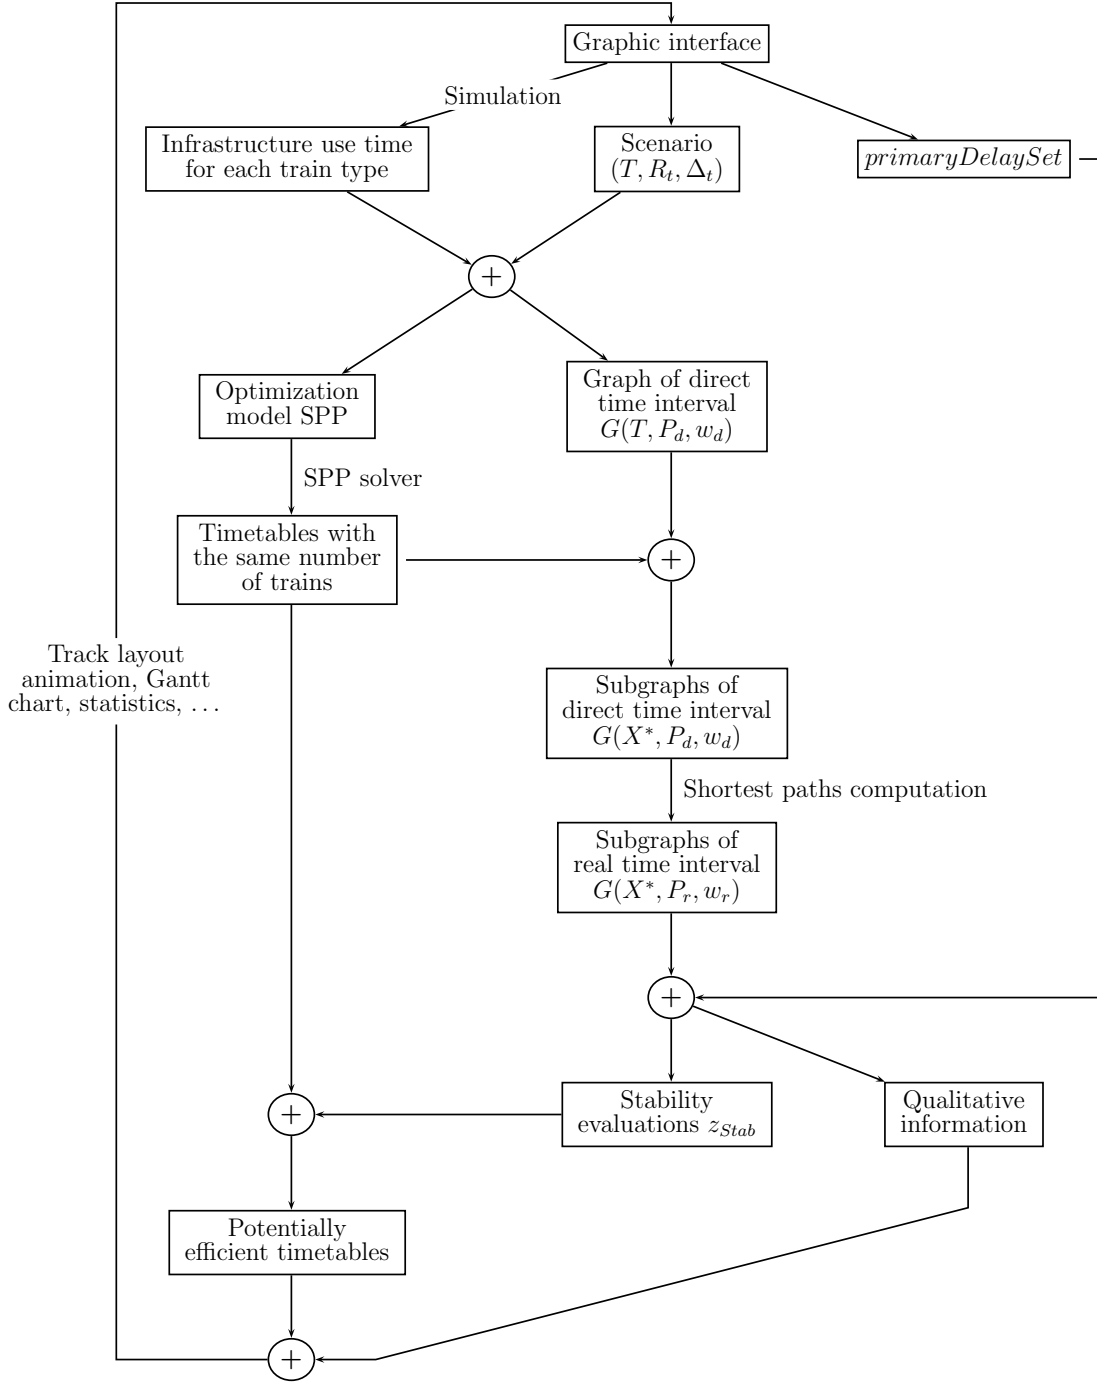 Graphic interface
Simulation
Infrastructure use time
for each train type
Scenario
(T, R_t, Δ_t)
primaryDelaySet
+
Optimization
model SPP
Graph of direct
time interval
G(T, P_d, w_d)
SPP solver
Timetables with
the same number
of trains
+
Track layout
animation, Gantt
chart, statistics, ...
Subgraphs of
direct time interval
G(X*, P_d, w_d)
Shortest paths computation
Subgraphs of
real time interval
G(X*, P_r, w_r)
+
Stability
evaluations z_Stab
Qualitative
information
+
Potentially
efficient timetables
+